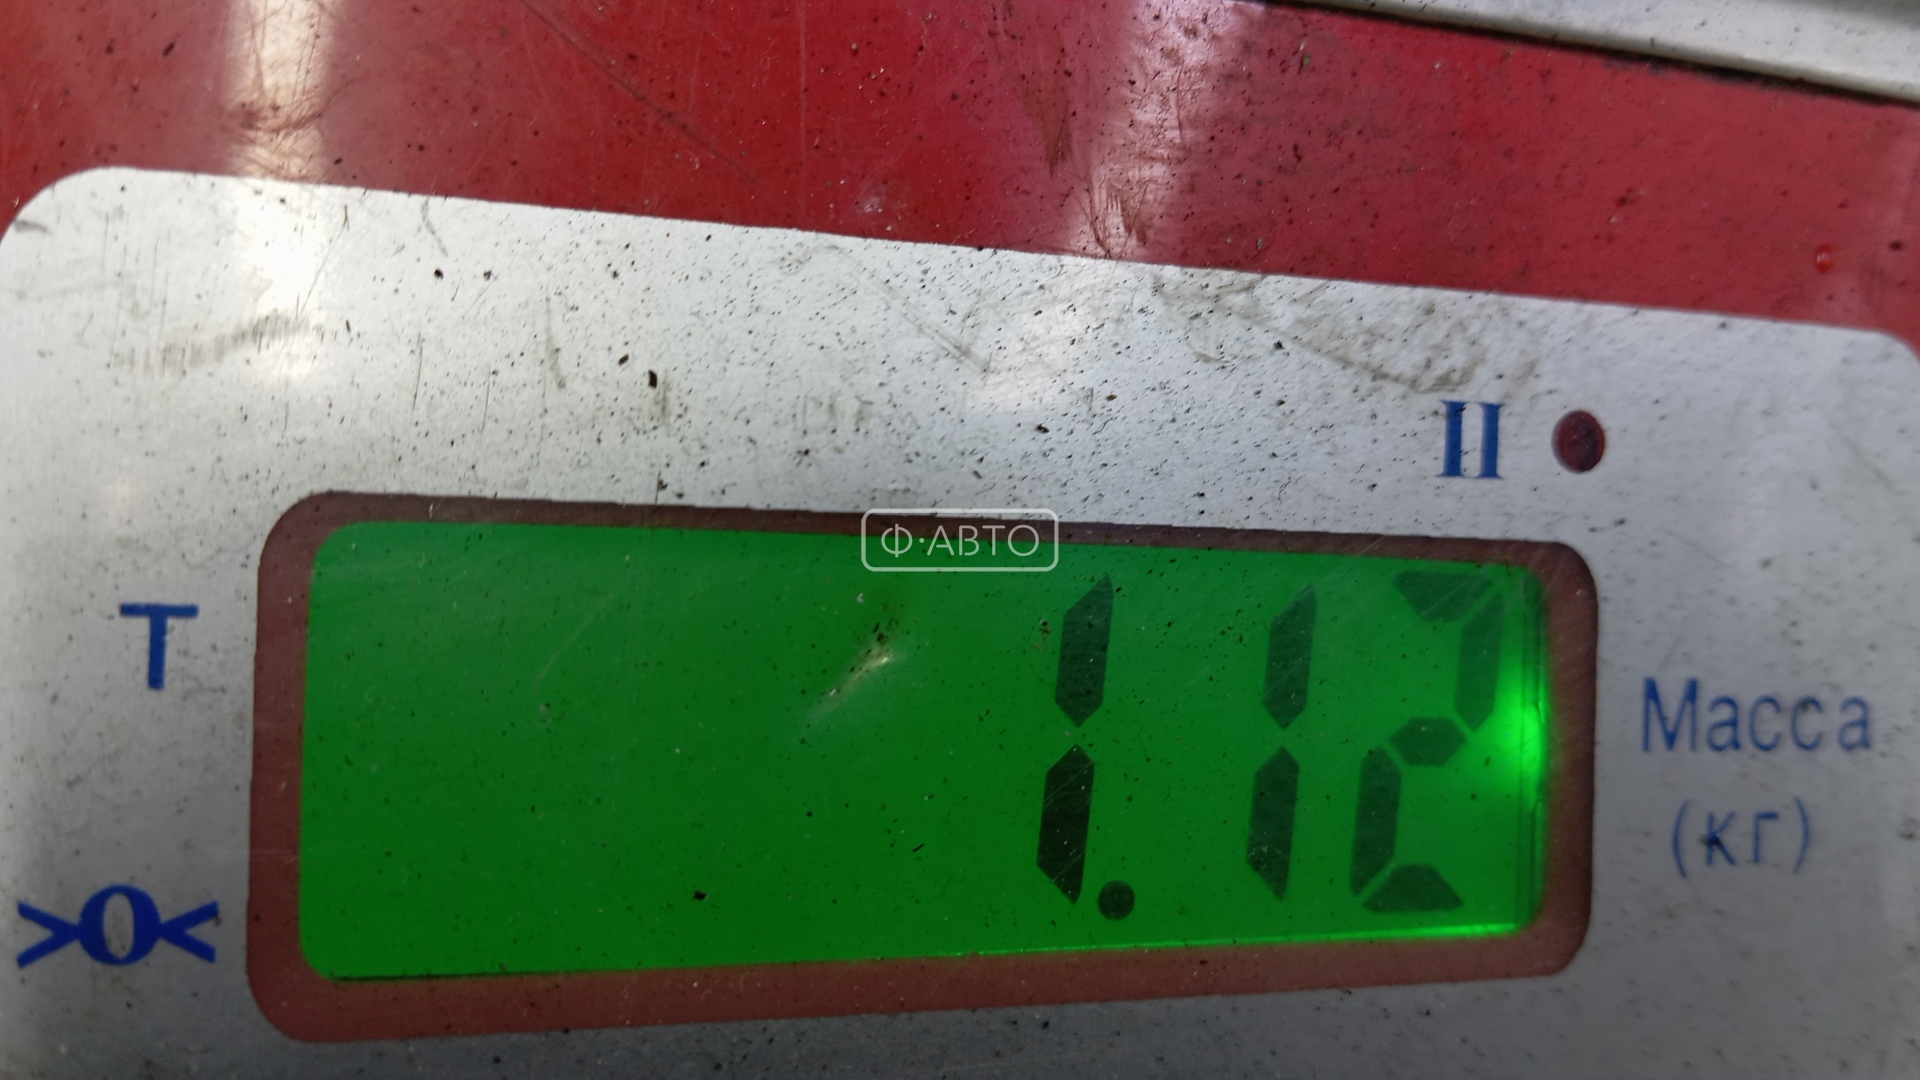 II
Ф·АВТО
T
1.12
Масса
(кг)
>0<